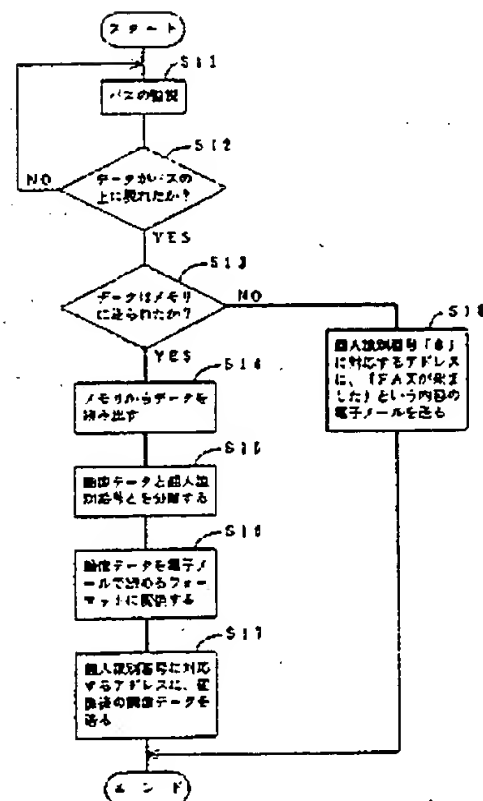 スタート
S11
バスの監視
S12
データがバスの
上に現れたか?
NO
YES
S13
データはメモリ
に送られたか?
NO
YES
S18
個人識別番号「0」
に対応するアドレス
に、「FAXが来ま
した」という内容の
電子メールを送る
S14
メモリからデータを
読み出す
S15
画像データと個人識
別番号とを分離する
S16
画像データを電子メ
ールで読めるフォー
マットに変換する
S17
個人識別番号に対応
するアドレスに、変
換後の画像データを
送る
エンド